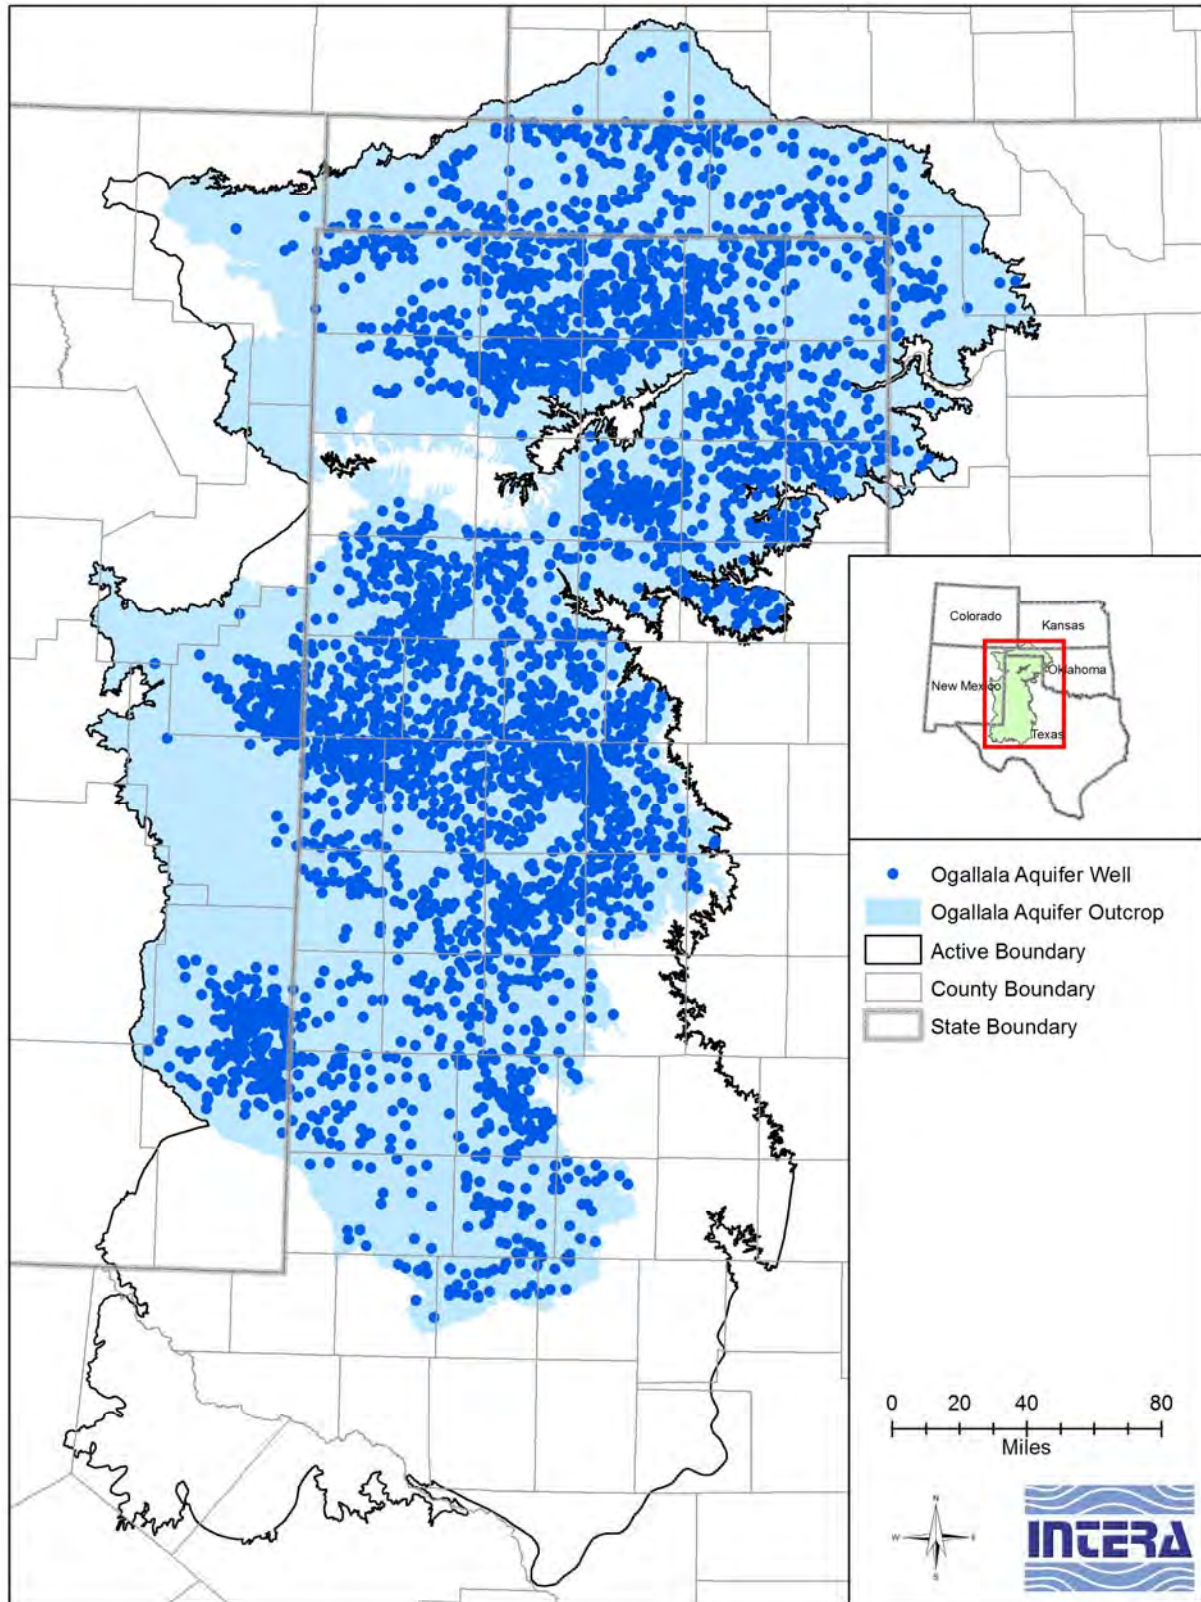 Colorado
Kansas
New Mexico
Oklahoma
Texas
Ogallala Aquifer Well
Ogallala Aquifer Outcrop
Active Boundary
County Boundary
State Boundary
0 20 40 80
Miles
N
W E
S
INTERA